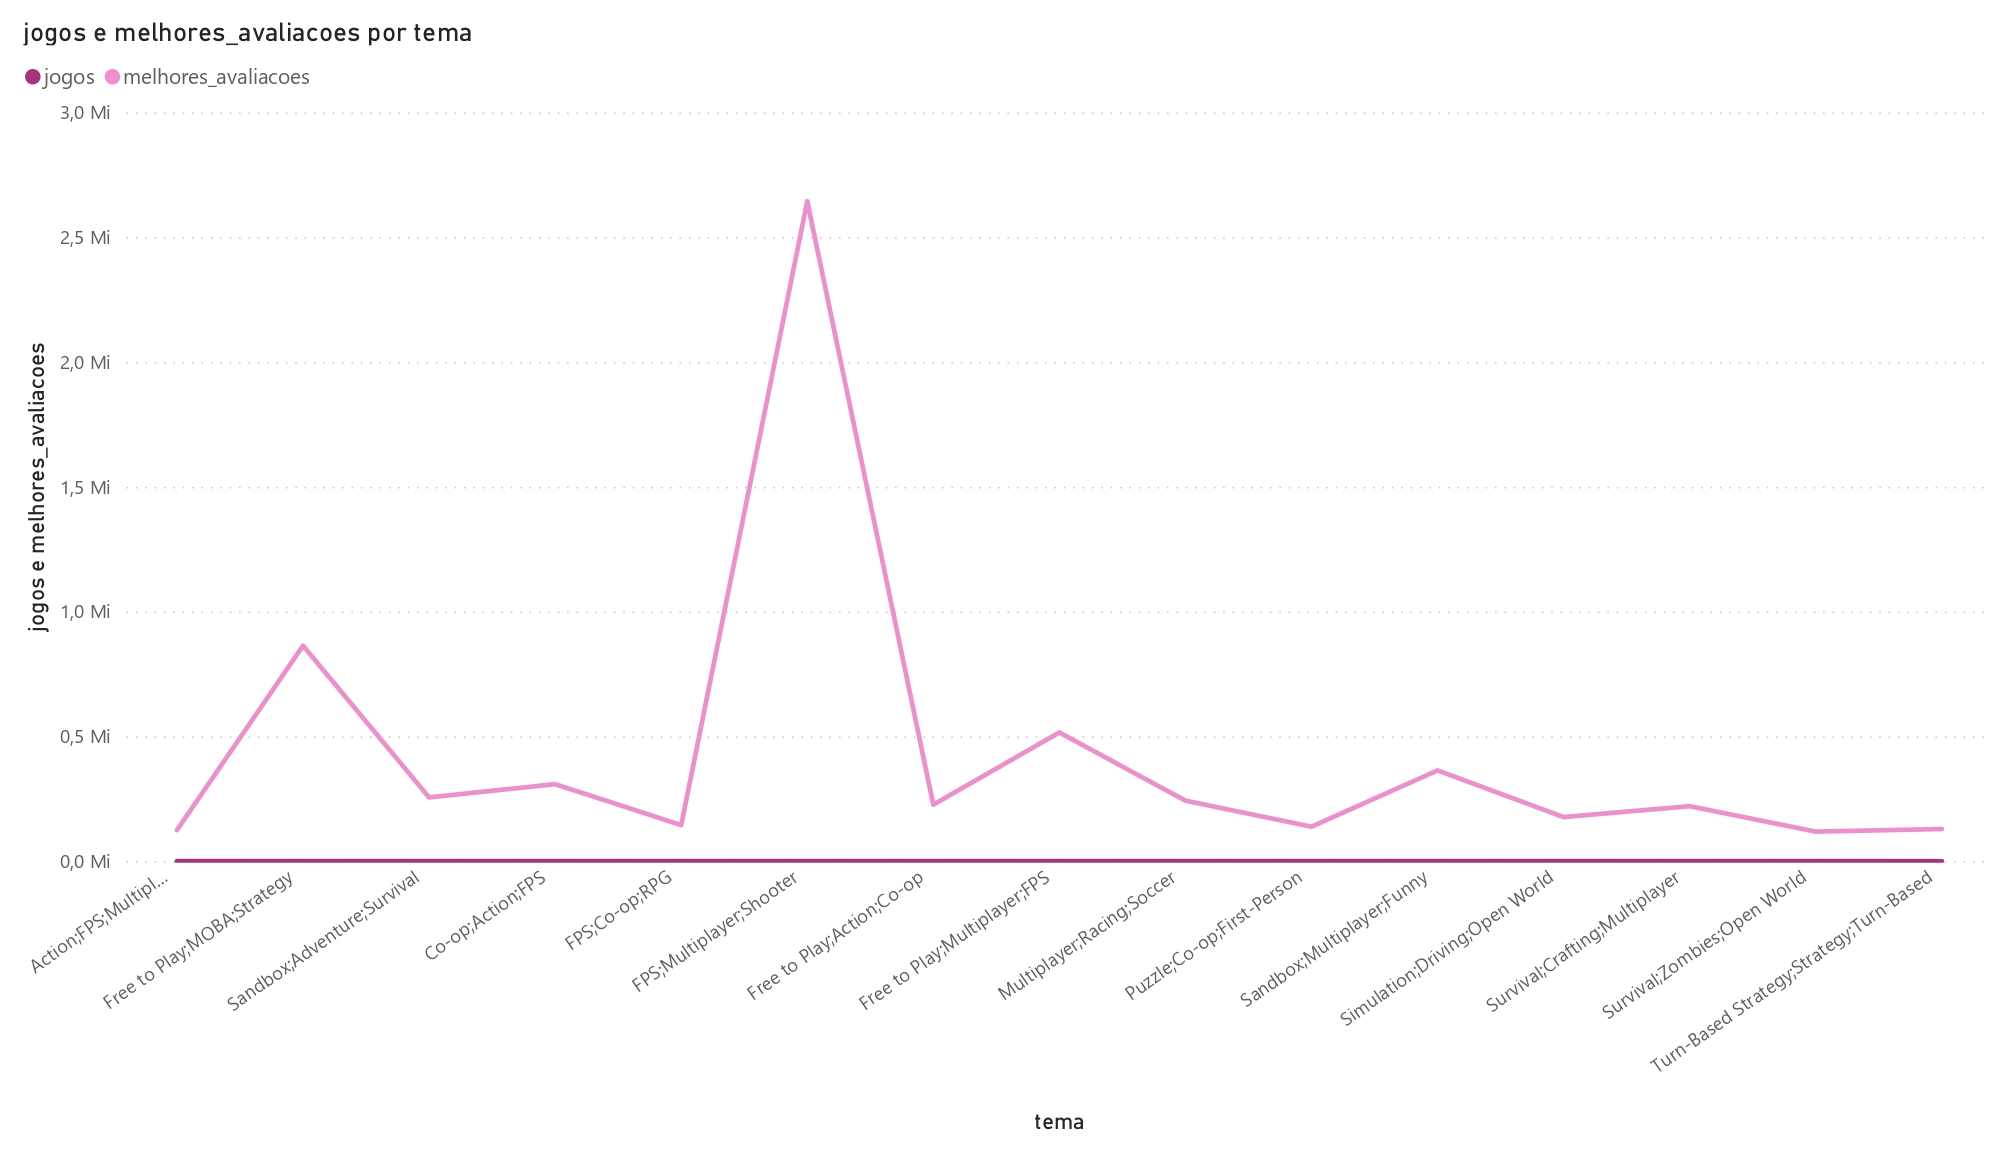 jogos e melhores_avaliacoes por tema
jogos melhores_avaliacoes
3,0 Mi
2,5 Mi
2,0 Mi
1,5 Mi
1,0 Mi
0,5 Mi
0,0 Mi
jogos e melhores_avaliacoes
Action;FPS;Multipl...
Free to Play;MOBA;Strategy
Sandbox;Adventure;Survival
Co-op;Action;FPS
FPS;Co-op;RPG
FPS;Multiplayer;Shooter
Free to Play;Action;Co-op
Free to Play;Multiplayer;FPS
Multiplayer;Racing;Soccer
Puzzle;Co-op;First-Person
Sandbox;Multiplayer;Funny
Simulation;Driving;Open World
Survival;Crafting;Multiplayer
Survival;Zombies;Open World
Turn-Based Strategy;Strategy;Turn-Based
tema